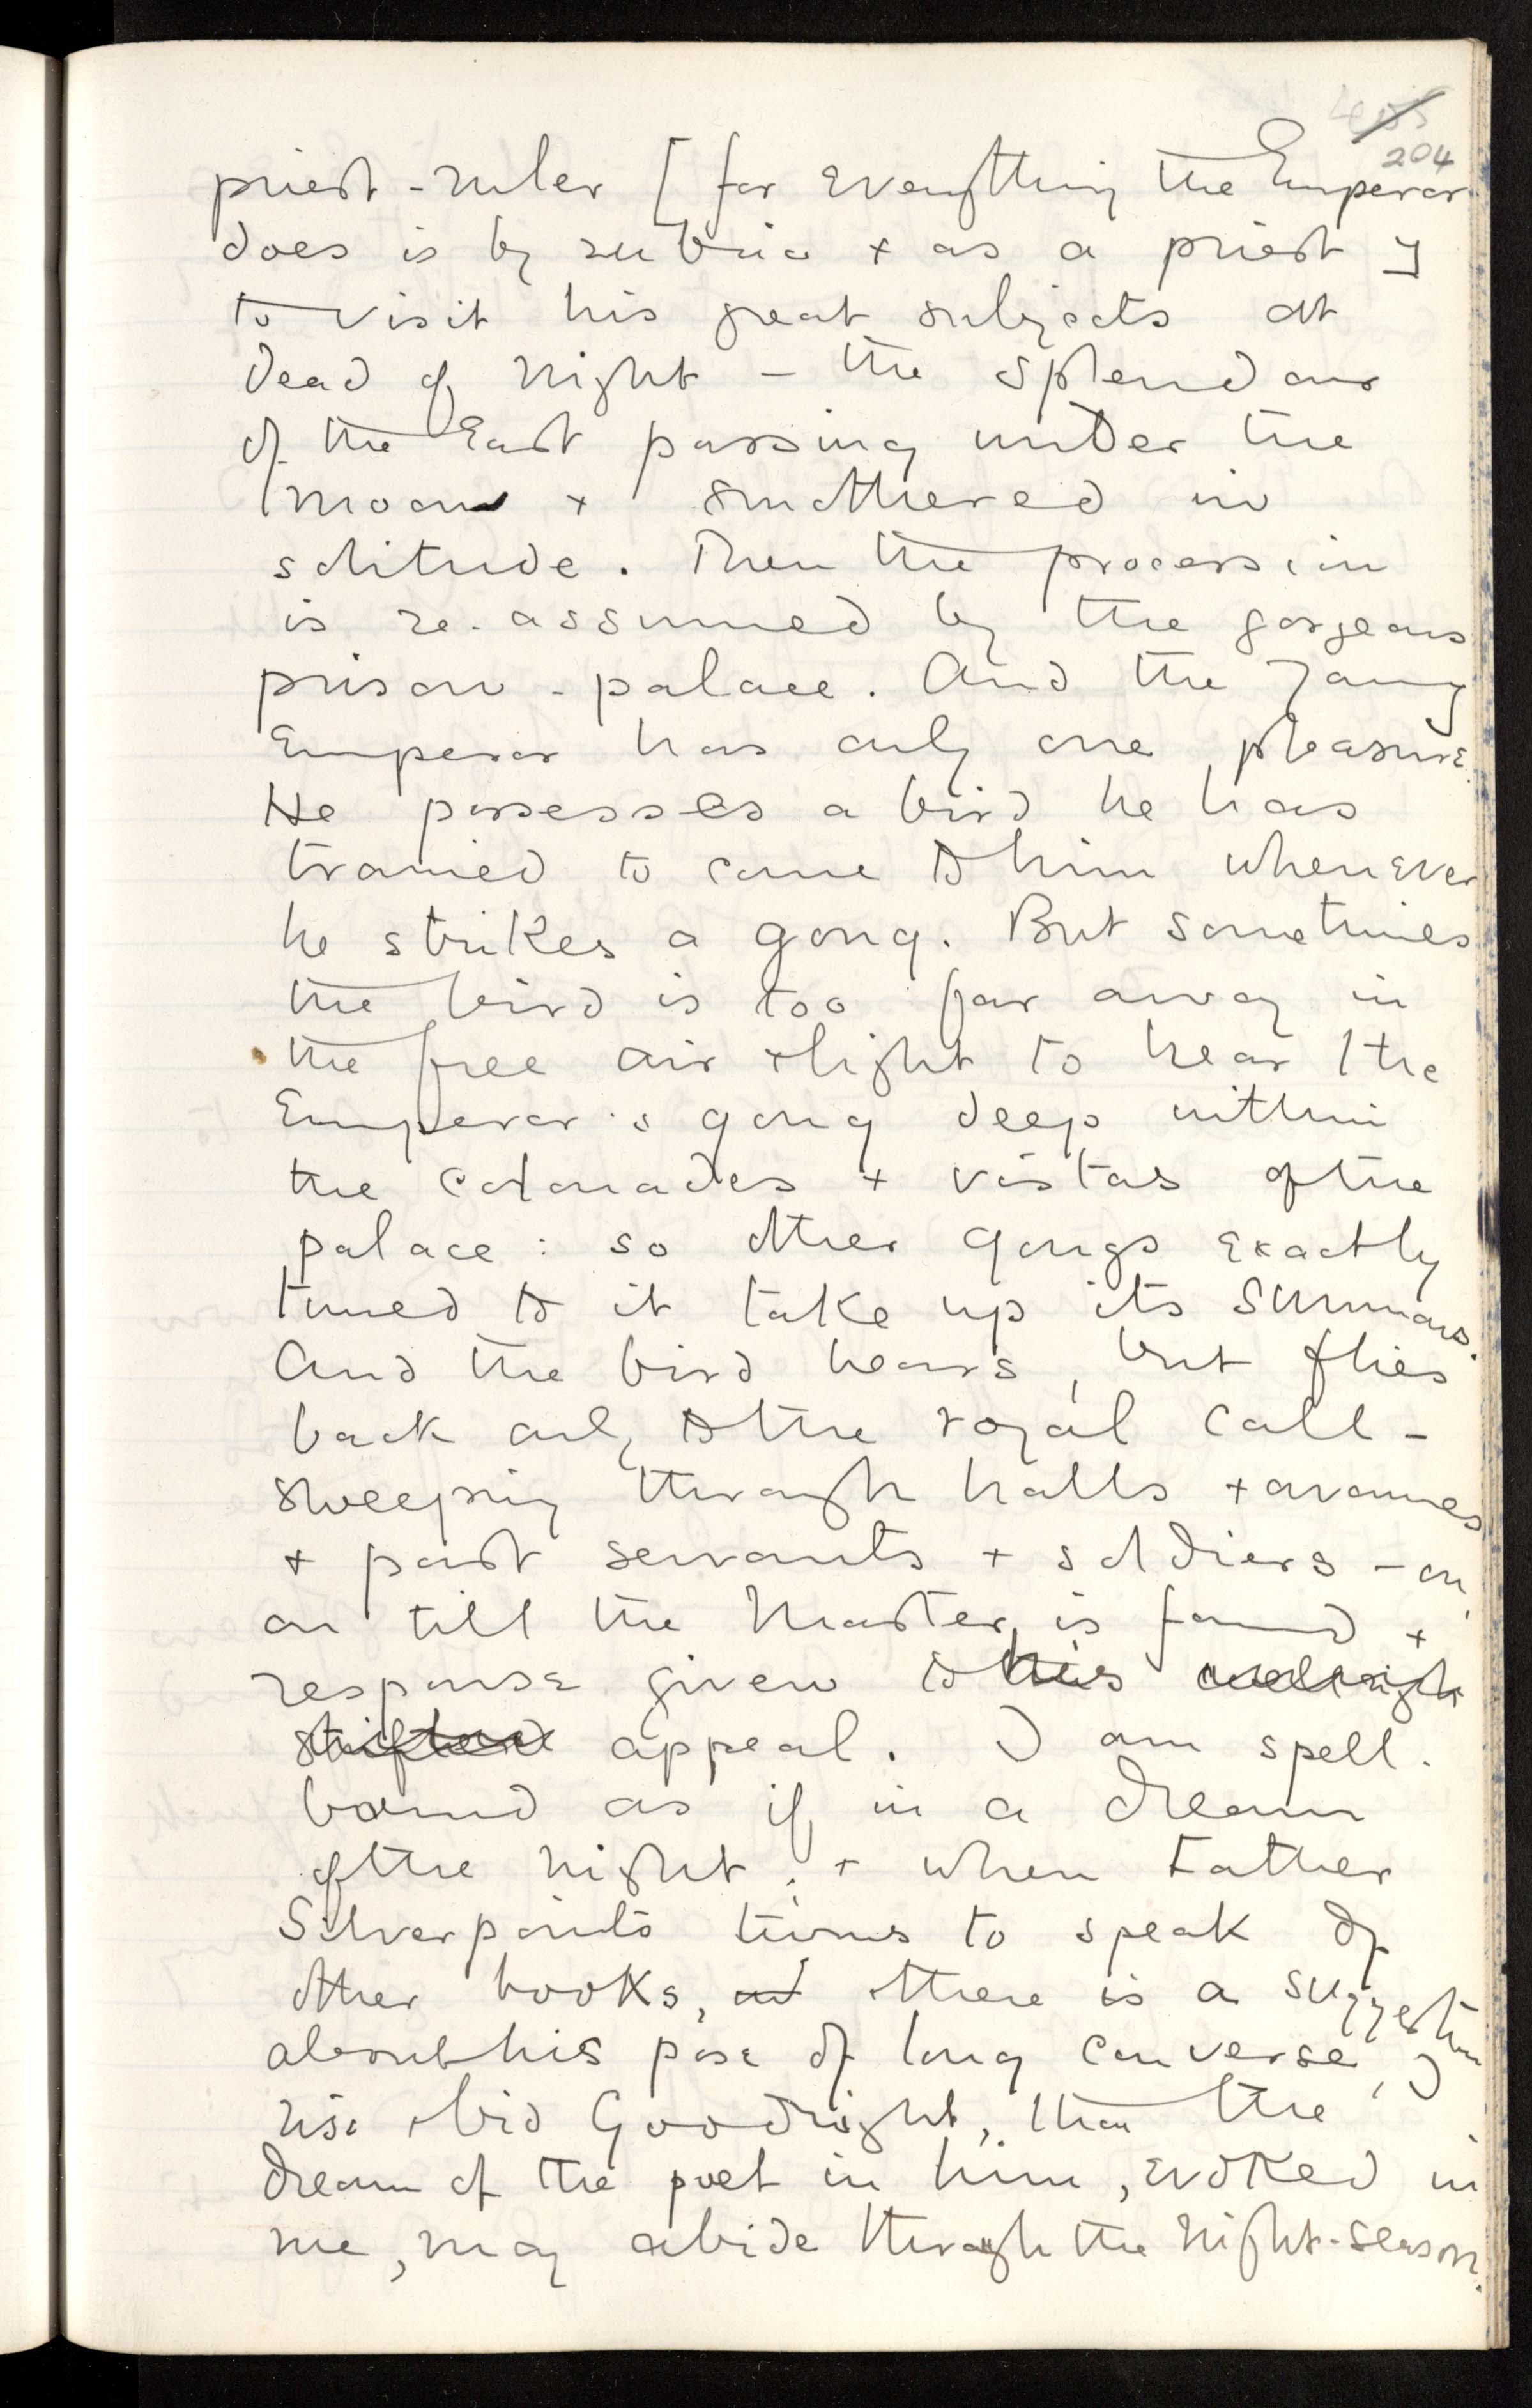 204
priest-ruler [for everything the Emperor
does is by rubric + as a priest]
to visit his great subjects at
dead of night – the splendour
of the East passing under the
moon + smothered in
solitude. Then the procession
is re-assumed by the gorgeous
prison-palace. And the Young
Emperor has only one pleasure.
He possesses a bird he has
trained to come to him whenever
he strikes a gong. But sometimes
the bird is too far away in
the free air + light to hear the
Emperor's gong deep within
the colonades + vistas of the
palace: so other gongs exactly
tuned to it take up its summons.
And the bird hears, but flies
back only to the royal call –
sweeping through halls + avenues
+ past servants + soldiers – on,
on till the Master is found +
response given to his
appeal. I am spell-
bound as if in a dream
of the night; + when Father
Silverpoints turns to speak of
other books, and there is a suggestion
about his pose of long converse, I
rise + bid Goodnight, that the
dream of the poet in him, evoked in
me, may abide through the night-season.